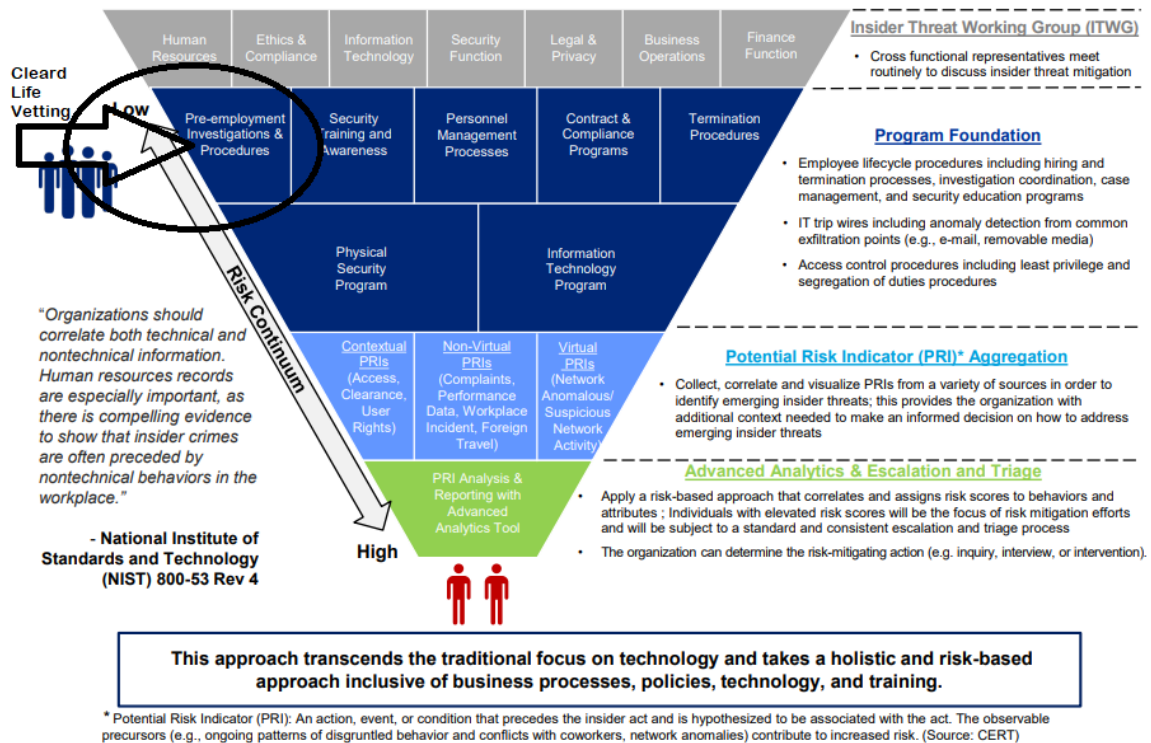 Human
Resources
Ethics &
Compliance
Information
Technology
Security
Function
Legal &
Privacy
Business
Operations
Finance
Function
Insider Threat Working Group (ITWG)
• Cross functional representatives meet
routinely to discuss insider threat mitigation
Cleard
Life
Vetting
Low
Pre-employment
Investigations &
Procedures
Security
Training and
Awareness
Personnel
Management
Processes
Contract &
Compliance
Programs
Termination
Procedures
Program Foundation
• Employee lifecycle procedures including hiring and
termination processes, investigation coordination, case
management, and security education programs
• IT trip wires including anomaly detection from common
exfiltration points (e.g., e-mail, removable media)
• Access control procedures including least privilege and
segregation of duties procedures
Physical
Security
Program
Information
Technology
Program
Risk Continuum
“Organizations should
correlate both technical and
nontechnical information.
Human resources records
are especially important, as
there is compelling evidence
to show that insider crimes
are often preceded by
nontechnical behaviors in the
workplace.”
- National Institute of
Standards and Technology
(NIST) 800-53 Rev 4
Contextual
PRIs
(Access,
Clearance,
User
Rights)
Non-Virtual
PRIs
(Complaints,
Performance
Data, Workplace
Incident, Foreign
Travel)
Virtual
PRIs
(Network
Anomalous/
Suspicious
Network
Activity)
Potential Risk Indicator (PRI)* Aggregation
• Collect, correlate and visualize PRIs from a variety of sources in order to
identify emerging insider threats; this provides the organization with
additional context needed to make an informed decision on how to address
emerging insider threats
PRI Analysis &
Reporting with
Advanced
Analytics Tool
High
Advanced Analytics & Escalation and Triage
• Apply a risk-based approach that correlates and assigns risk scores to behaviors and
attributes ; Individuals with elevated risk scores will be the focus of risk mitigation efforts
and will be subject to a standard and consistent escalation and triage process
• The organization can determine the risk-mitigating action (e.g. inquiry, interview, or intervention).
This approach transcends the traditional focus on technology and takes a holistic and risk-based
approach inclusive of business processes, policies, technology, and training.
* Potential Risk Indicator (PRI): An action, event, or condition that precedes the insider act and is hypothesized to be associated with the act. The observable
precursors (e.g., ongoing patterns of disgruntled behavior and conflicts with coworkers, network anomalies) contribute to increased risk. (Source: CERT)